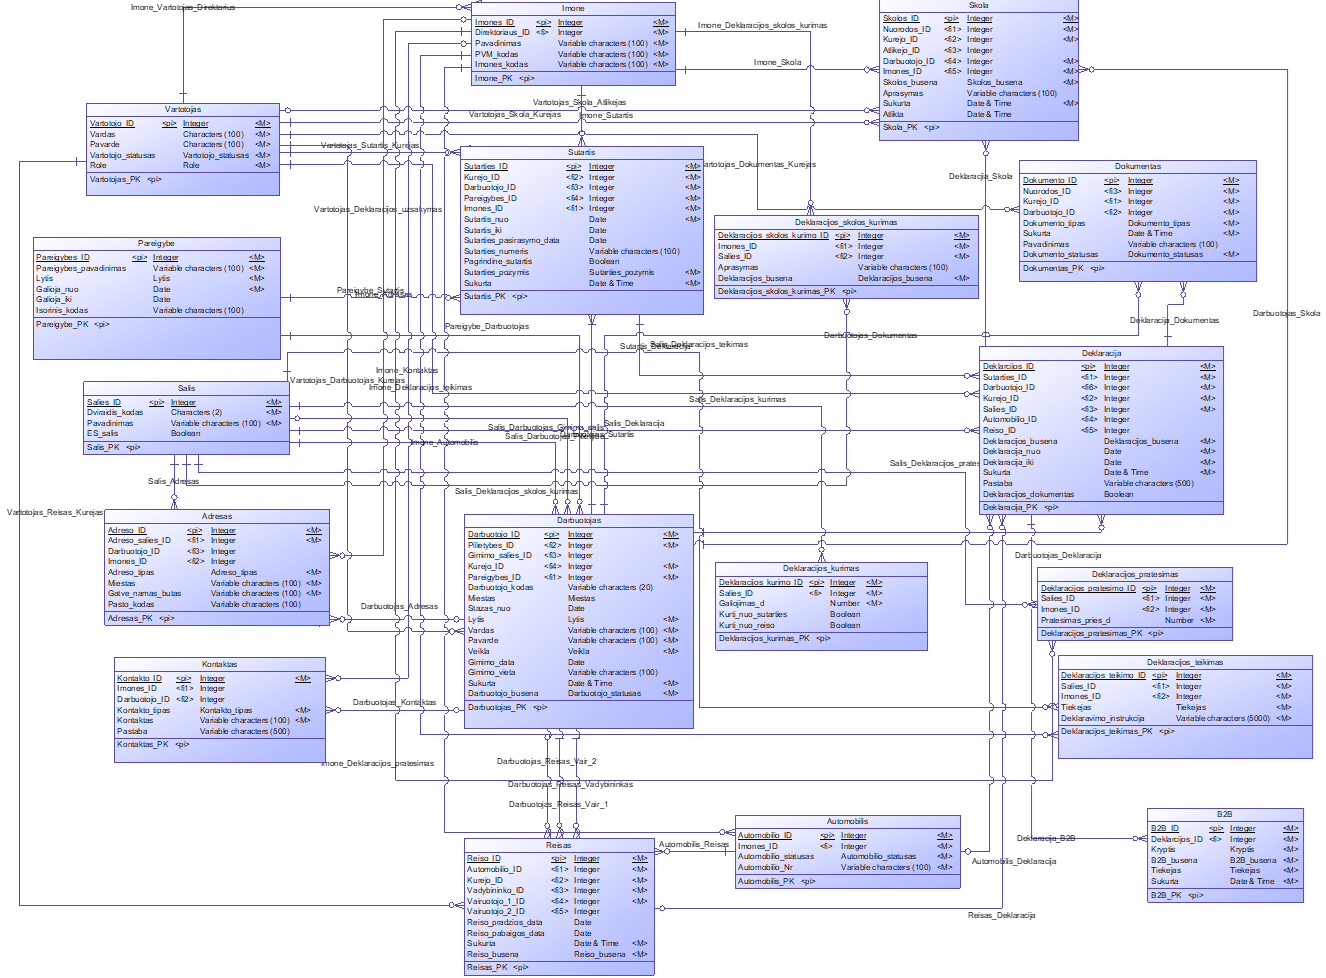 Imone
Imones_ID <pi> Integer <M>
Direktoriaus_ID <fi> Integer <M>
Pavadinimas Variable characters (100) <M>
PVM_kodas Variable characters (100) <M>
Imones_kodas Variable characters (100) <M>
Imone_PK <pi>
Skola
Skolos_ID <pi> Integer <M>
Nuorodos_ID <fi1> Integer <M>
Kurejo_ID <fi2> Integer <M>
Atlikejo_ID <fi3> Integer
Darbuotojo_ID <fi4> Integer <M>
Imones_ID <fi5> Integer <M>
Skolos_busena Skolos_busena <M>
Aprasymas Variable characters (100)
Sukurta Date & Time <M>
Atlikta Date & Time
Skola_PK <pi>
Vartotojas
Vartotojo_ID <pi> Integer <M>
Vardas Characters (100) <M>
Pavarde Characters (100) <M>
Vartotojo_statusas Vartotojo_statusas <M>
Role Role <M>
Vartotojas_PK <pi>
Sutartis
Sutarties_ID <pi> Integer <M>
Kurejo_ID <fi2> Integer <M>
Darbuotojo_ID <fi3> Integer <M>
Pareigybes_ID <fi4> Integer <M>
Imones_ID <fi1> Integer <M>
Sutartis_nuo Date <M>
Sutartis_iki Date
Sutarties_pasirasymo_data Date
Sutarties_numeris Variable characters (100)
Pagrindine_sutartis Boolean
Sutarties_pozymis Sutarties_pozymis <M>
Sukurta Date & Time <M>
Sutartis_PK <pi>
Dokumentas
Dokumento_ID <pi> Integer <M>
Nuorodos_ID <fi3> Integer <M>
Kurejo_ID <fi1> Integer <M>
Darbuotojo_ID <fi2> Integer <M>
Dokumento_tipas Dokumento_tipas <M>
Sukurta Date & Time <M>
Pavadinimas Variable characters (100)
Dokumento_statusas Dokumento_statusas <M>
Dokumentas_PK <pi>
Deklaracijos_skolos_kurimas
Deklaracijos_skolos_kurimo_ID <pi> Integer <M>
Imones_ID <fi1> Integer <M>
Salies_ID <fi2> Integer <M>
Aprasymas Variable characters (100)
Deklaracijos_busena Deklaracijos_busena <M>
Deklaracijos_skolos_kurimas_PK <pi>
Pareigybe
Pareigybes_ID <pi> Integer <M>
Pareigybes_pavadinimas Variable characters (100) <M>
Lytis Lytis <M>
Galioja_nuo Date <M>
Galioja_iki Date
Isorinis_kodas Variable characters (100)
Pareigybe_PK <pi>
Salis
Salies_ID <pi> Integer <M>
Dviraidis_kodas Characters (2) <M>
Pavadinimas Variable characters (100) <M>
ES_salis Boolean
Salis_PK <pi>
Deklaracija
Deklarcijos_ID <pi> Integer <M>
Sutarties_ID <fi1> Integer <M>
Darbuotojo_ID <fi6> Integer <M>
Kurejo_ID <fi2> Integer <M>
Salies_ID <fi3> Integer <M>
Automobilio_ID <fi4> Integer
Reiso_ID <fi5> Integer
Deklaracijos_busena Deklaracijos_busena <M>
Deklaracija_nuo Date <M>
Deklaracija_iki Date <M>
Sukurta Date & Time <M>
Pastaba Variable characters (500)
Deklaracijos_dokumentas Boolean
Deklaracija_PK <pi>
Adresas
Adreso_ID <pi> Integer <M>
Adreso_salies_ID <fi1> Integer <M>
Darbuotojo_ID <fi3> Integer
Imones_ID <fi2> Integer
Adreso_tipas Adreso_tipas <M>
Miestas Variable characters (100) <M>
Gatve_namas_butas Variable characters (100) <M>
Pasto_kodas Variable characters (100)
Adresas_PK <pi>
Darbuotojas
Darbuotojo_ID <pi> Integer <M>
Pilietybes_ID <fi2> Integer <M>
Gimimo_salies_ID <fi3> Integer
Kurejo_ID <fi4> Integer <M>
Pareigybes_ID <fi1> Integer <M>
Darbuotojo_kodas Variable characters (20)
Miestas Miestas
Stazas_nuo Date
Lytis Lytis <M>
Vardas Variable characters (100) <M>
Pavarde Variable characters (100) <M>
Veikla Veikla <M>
Gimimo_data Date
Gimimo_vieta Variable characters (100)
Sukurta Date & Time <M>
Darbuotojo_busena Darbuotojo_statusas <M>
Darbuotojas_PK <pi>
Deklaracijos_kurimas
Deklaracijos_kurimo_ID <pi> Integer <M>
Salies_ID <fi> Integer <M>
Galiojimas_d Number <M>
Kurti_nuo_sutarties Boolean
Kurti_nuo_reiso Boolean
Deklaracijos_kurimas_PK <pi>
Deklaracijos_pratesimas
Deklaracijos_pratesimo_ID <pi> Integer <M>
Salies_ID <fi1> Integer <M>
Imones_ID <fi2> Integer <M>
Pratesimas_pries_d Number <M>
Deklaracijos_pratesimas_PK <pi>
Kontaktas
Kontakto_ID <pi> Integer <M>
Imones_ID <fi1> Integer
Darbuotojo_ID <fi2> Integer
Kontakto_tipas Kontakto_tipas <M>
Kontaktas Variable characters (100) <M>
Pastaba Variable characters (500)
Kontaktas_PK <pi>
Deklaracijos_teikimas
Deklaracijos_teikimo_ID <pi> Integer <M>
Salies_ID <fi1> Integer <M>
Imones_ID <fi2> Integer <M>
Tiekejas Tiekejas <M>
Deklaravimo_instrukcija Variable characters (5000) <M>
Deklaracijos_teikimas_PK <pi>
Reisas
Reiso_ID <pi> Integer <M>
Automobilio_ID <fi1> Integer <M>
Kurejo_ID <fi2> Integer <M>
Vadybininko_ID <fi3> Integer <M>
Vairuotojo_1_ID <fi4> Integer <M>
Vairuotojo_2_ID <fi5> Integer
Reiso_pradzios_data Date
Reiso_pabaigos_data Date
Sukurta Date & Time <M>
Reiso_busena Reiso_busena <M>
Reisas_PK <pi>
Automobilis
Automobilio_ID <pi> Integer <M>
Imones_ID <fi> Integer <M>
Automobilio_statusas Automobilio_statusas <M>
Automobilio_Nr Variable characters (100) <M>
Automobilis_PK <pi>
B2B
B2B_ID <pi> Integer <M>
Deklarcijos_ID <fi> Integer <M>
Kryptis Kryptis <M>
B2B_busena B2B_busena <M>
Tiekejas Tiekejas <M>
Sukurta Date & Time <M>
B2B_PK <pi>
Imone_Vartotojas_Direktorius
Imone_Deklaracijos_skolos_kurimas
Imone_Skola
Vartotojas_Skola_Atlikejas
Vartotojas_Skola_Kurejas
Imone_Sutartis
Vartotojas_Sutartis_Kurejas
Vartotojas_Dokumentas_Kurejas
Deklaracija_Skola
Vartotojas_Deklaracijos_uzsakymas
Pareigybe_Sutartis
Pareigybe_Darbuotojas
Darbuotojas_Dokumentas
Deklaracija_Dokumentas
Darbuotojas_Skola
Imone_Kontaktas
Vartotojas_Darbuotojas_Kurejas
Imone_Deklaracijos_teikimas
Salis_Deklaracijos_kurimas
Salis_Deklaracija
Imone_Automobilis
Salis_Deklaracijos_prates
Salis_Adresas
Salis_Deklaracijos_skolos_kurimas
Vartotojas_Reisas_Kurejas
Darbuotojas_Deklaracija
Darbuotojas_Adresas
Darbuotojas_Kontaktas
Imone_Deklaracijos_pratesimas
Darbuotojas_Reisas_Vair_2
Darbuotojas_Reisas_Vadybininkas
Darbuotojas_Reisas_Vair_1
Automobilis_Reisas
Automobilis_Deklaracija
Deklaracija_B2B
Reisas_Deklaracija